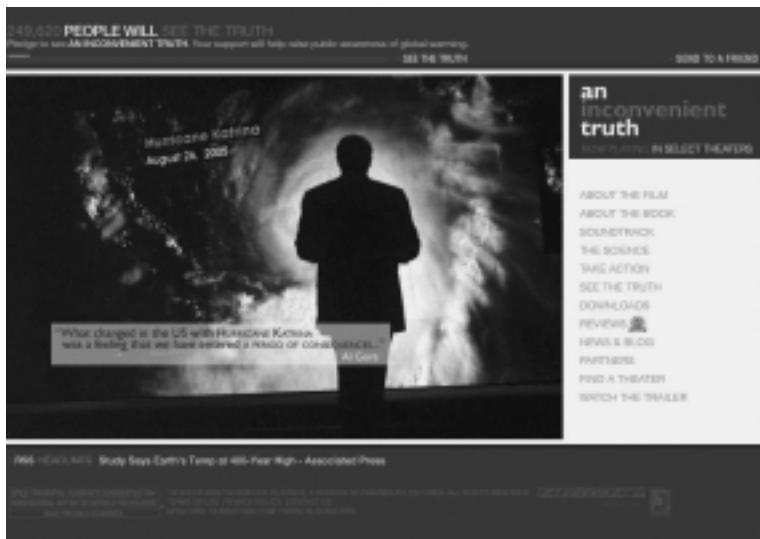 249,620 PEOPLE WILL SEE THE TRUTH
Pledge to see AN INCONVENIENT TRUTH. Your support will help raise public awareness of global warming.
SEE THE TRUTH
SEND TO A FRIEND
Hurricane Katrina
August 24, 2005
"What changed in the US with HURRICANE KATRINA
was a feeling that we have entered a PERIOD OF CONSEQUENCES..."
Al Gore
an
inconvenient
truth
NOW PLAYING IN SELECT THEATERS
ABOUT THE FILM
ABOUT THE BOOK
SOUNDTRACK
THE SCIENCE
TAKE ACTION
SEE THE TRUTH
DOWNLOADS
REVIEWS
NEWS & BLOG
PARTNERS
FIND A THEATER
WATCH THE TRAILER
RSS HEADLINES Study Says Earth's Temp at 400-Year High - Associated Press